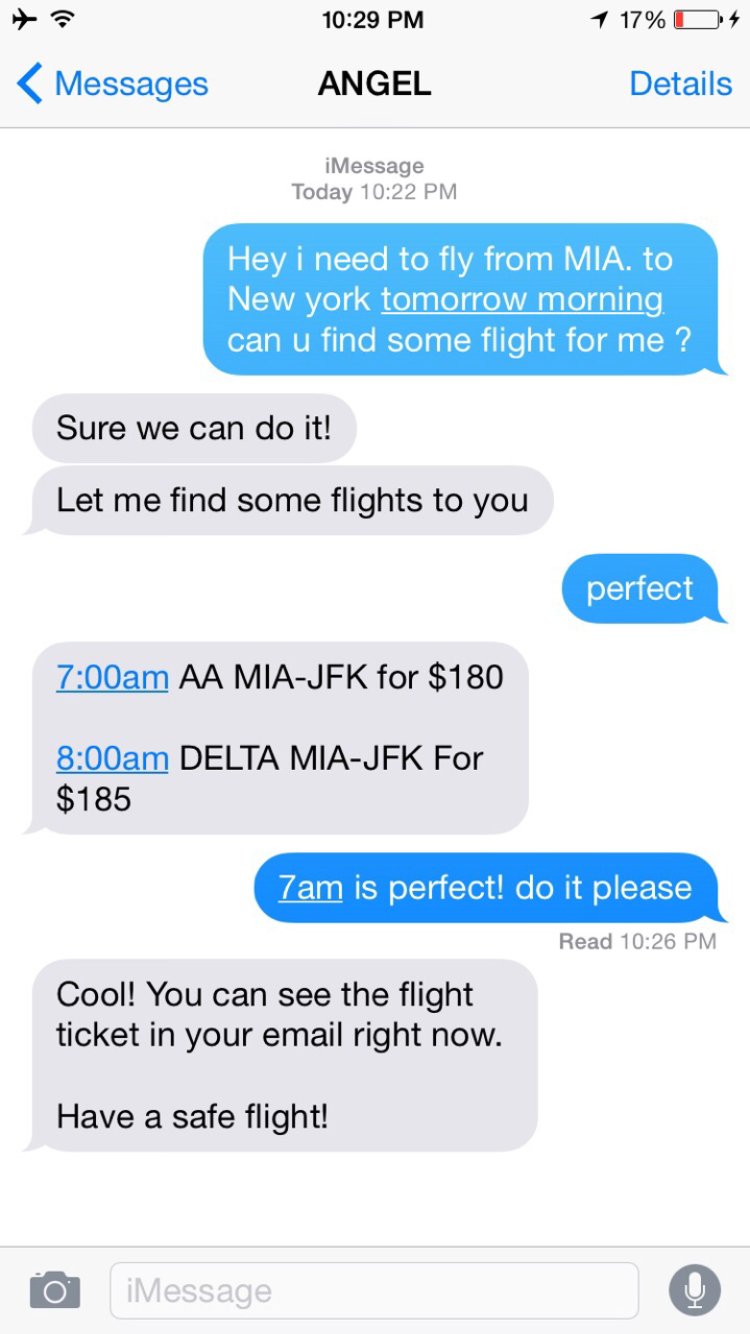 10:29 PM
17%
Messages
ANGEL
Details
iMessage
Today 10:22 PM
Hey i need to fly from MIA. to
New york tomorrow morning
can u find some flight for me ?
Sure we can do it!
Let me find some flights to you
perfect
7:00am AA MIA-JFK for $180
8:00am DELTA MIA-JFK For
$185
7am is perfect! do it please
Read 10:26 PM
Cool! You can see the flight
ticket in your email right now.
Have a safe flight!
iMessage